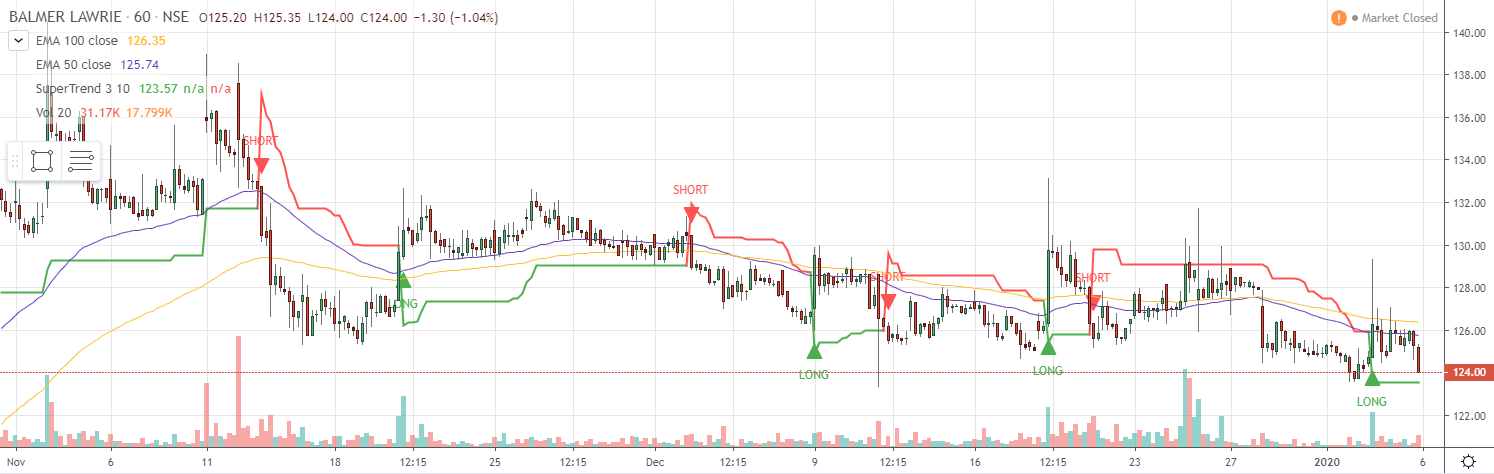 BALMER LAWRIE · 60 · NSE O125.20 H125.35 L124.00 C124.00 −1.30 (−1.04%)
! ● Market Closed
EMA 100 close 126.35
EMA 50 close 125.74
SuperTrend 3 10 123.57 n/a n/a
Vol 20 31.17K 17.799K
140.00
138.00
136.00
134.00
132.00
130.00
128.00
126.00
124.00
122.00
SHORT
LONG
SHORT
LONG
SHORT
LONG
SHORT
LONG
Nov 6 11 18 12:15 25 12:15 Dec 12:15 9 12:15 16 12:15 23 27 2020 6